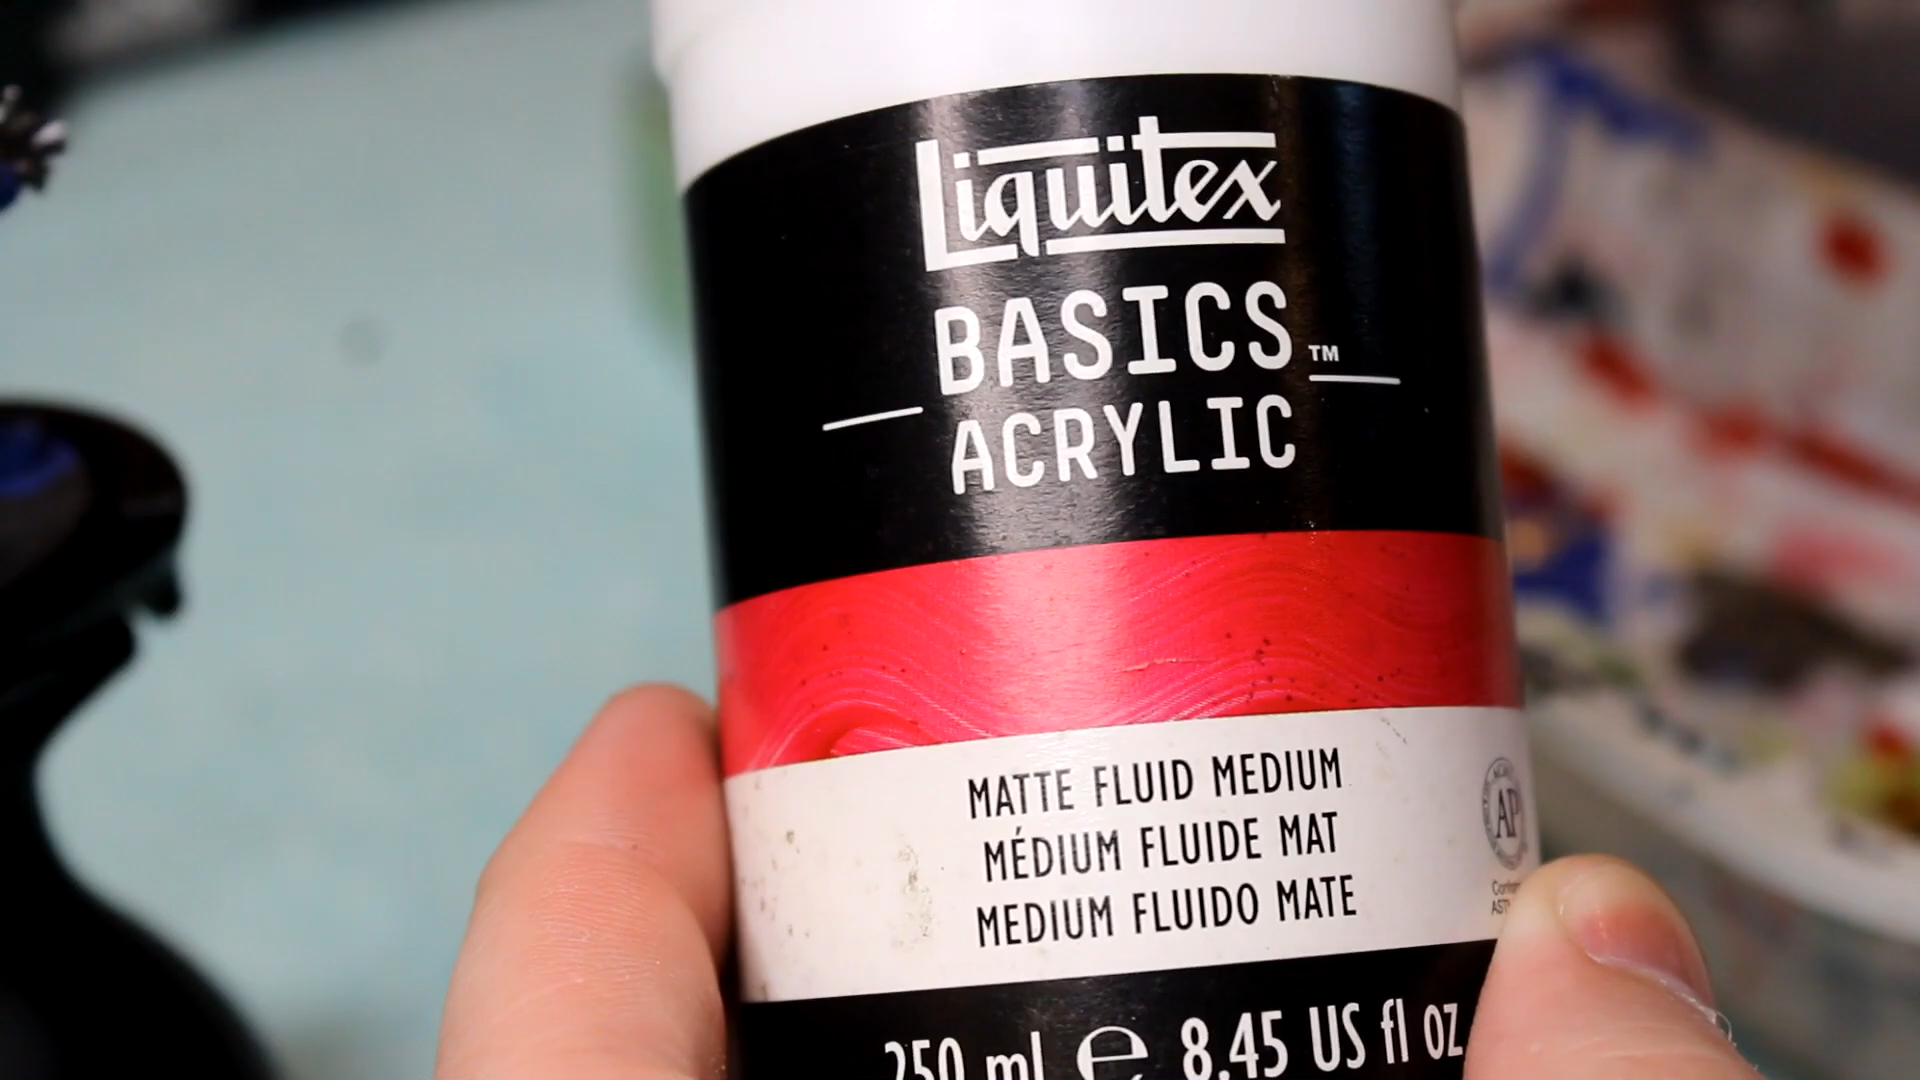 Liquitex
BASICS™
ACRYLIC
MATTE FLUID MEDIUM
MÉDIUM FLUIDE MAT
MEDIUM FLUIDO MATE
AP
250 ml e 8.45 US fl oz